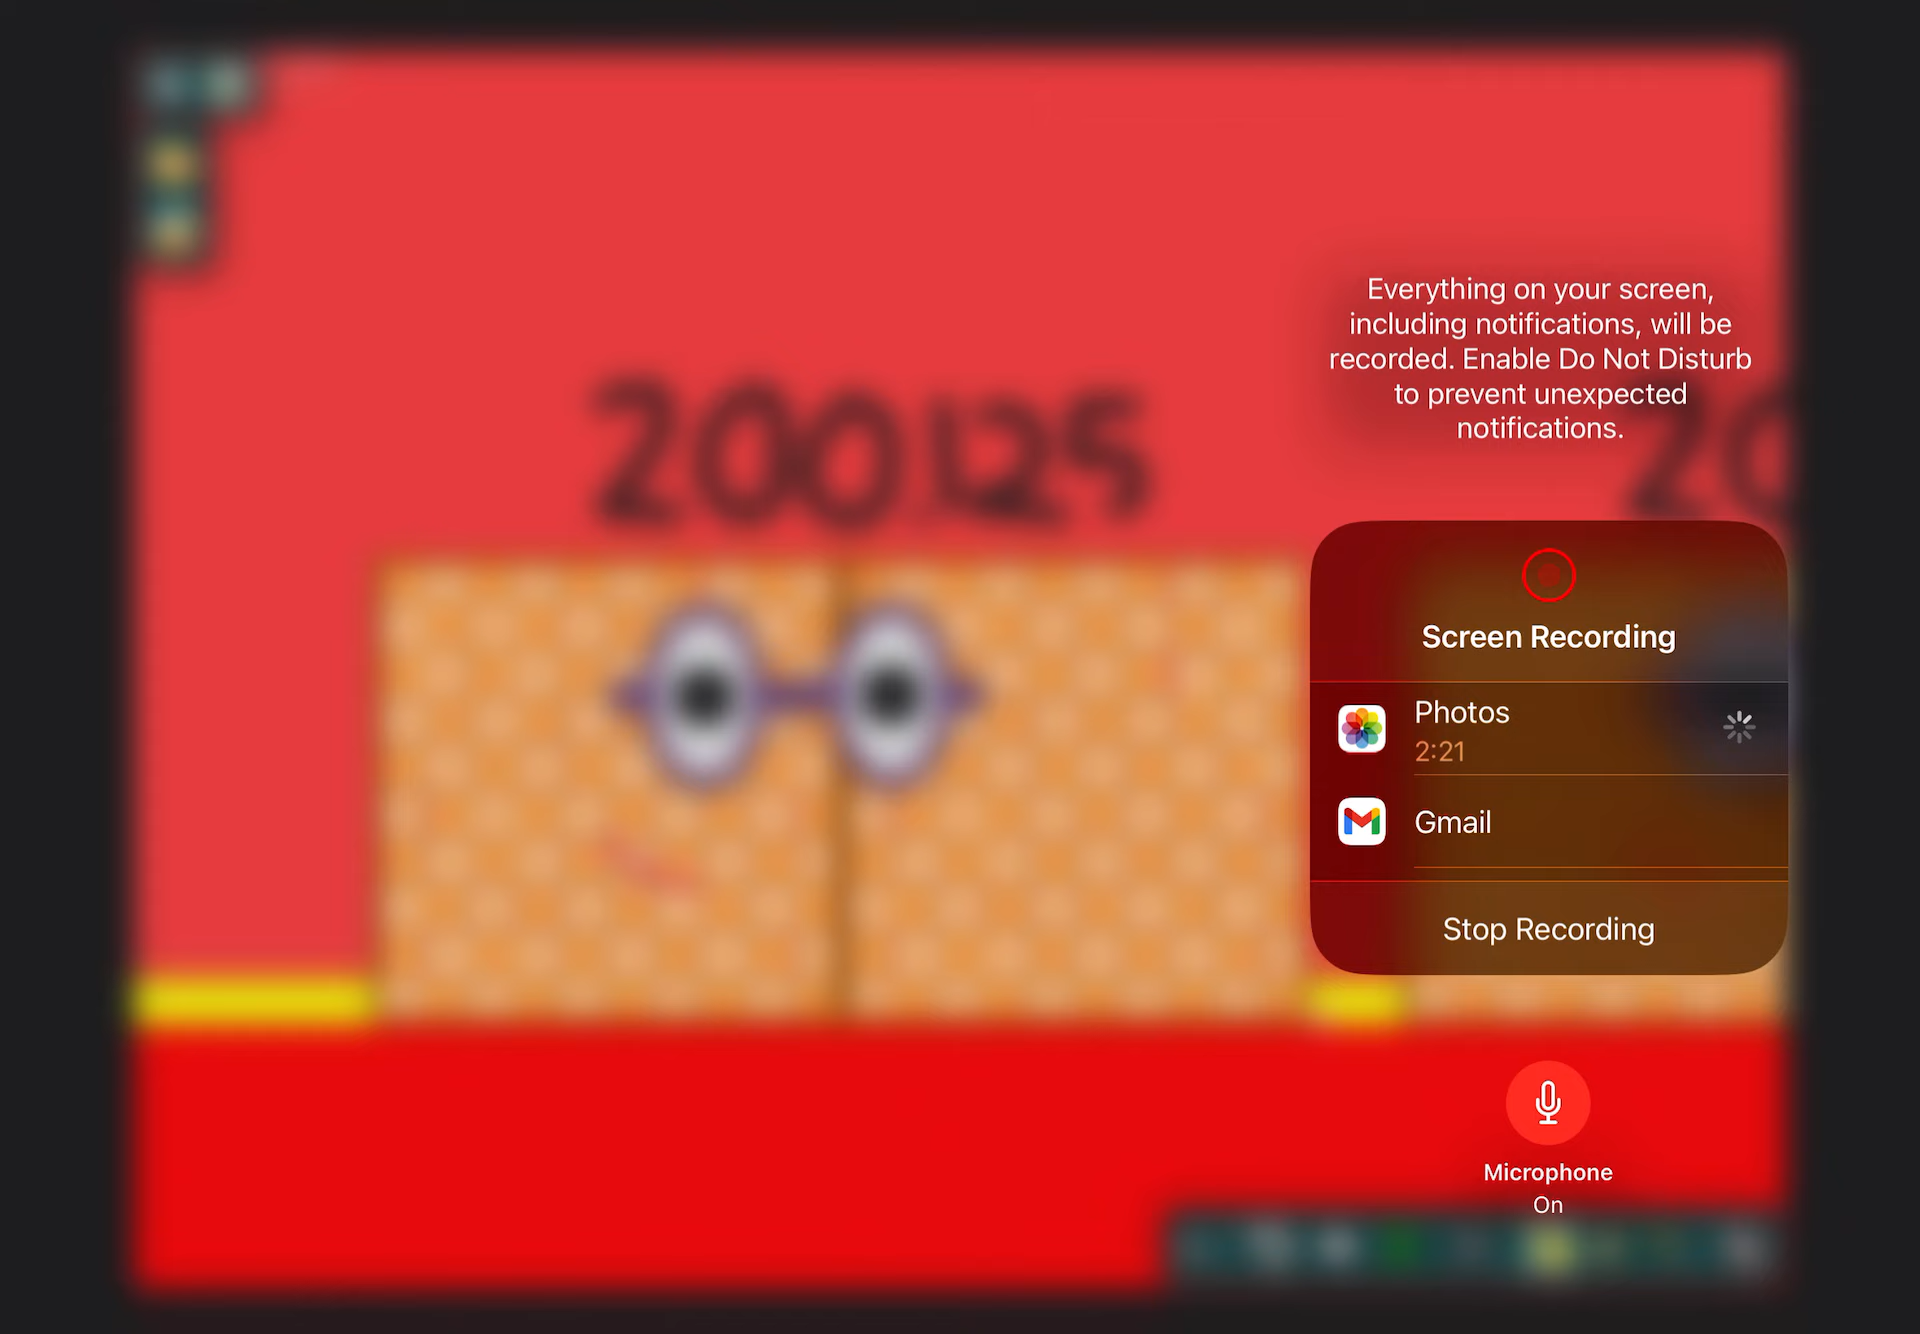 Everything on your screen,
including notifications, will be
recorded. Enable Do Not Disturb
to prevent unexpected
notifications.
200125
20
Screen Recording
Photos
2:21
Gmail
Stop Recording
Microphone
On